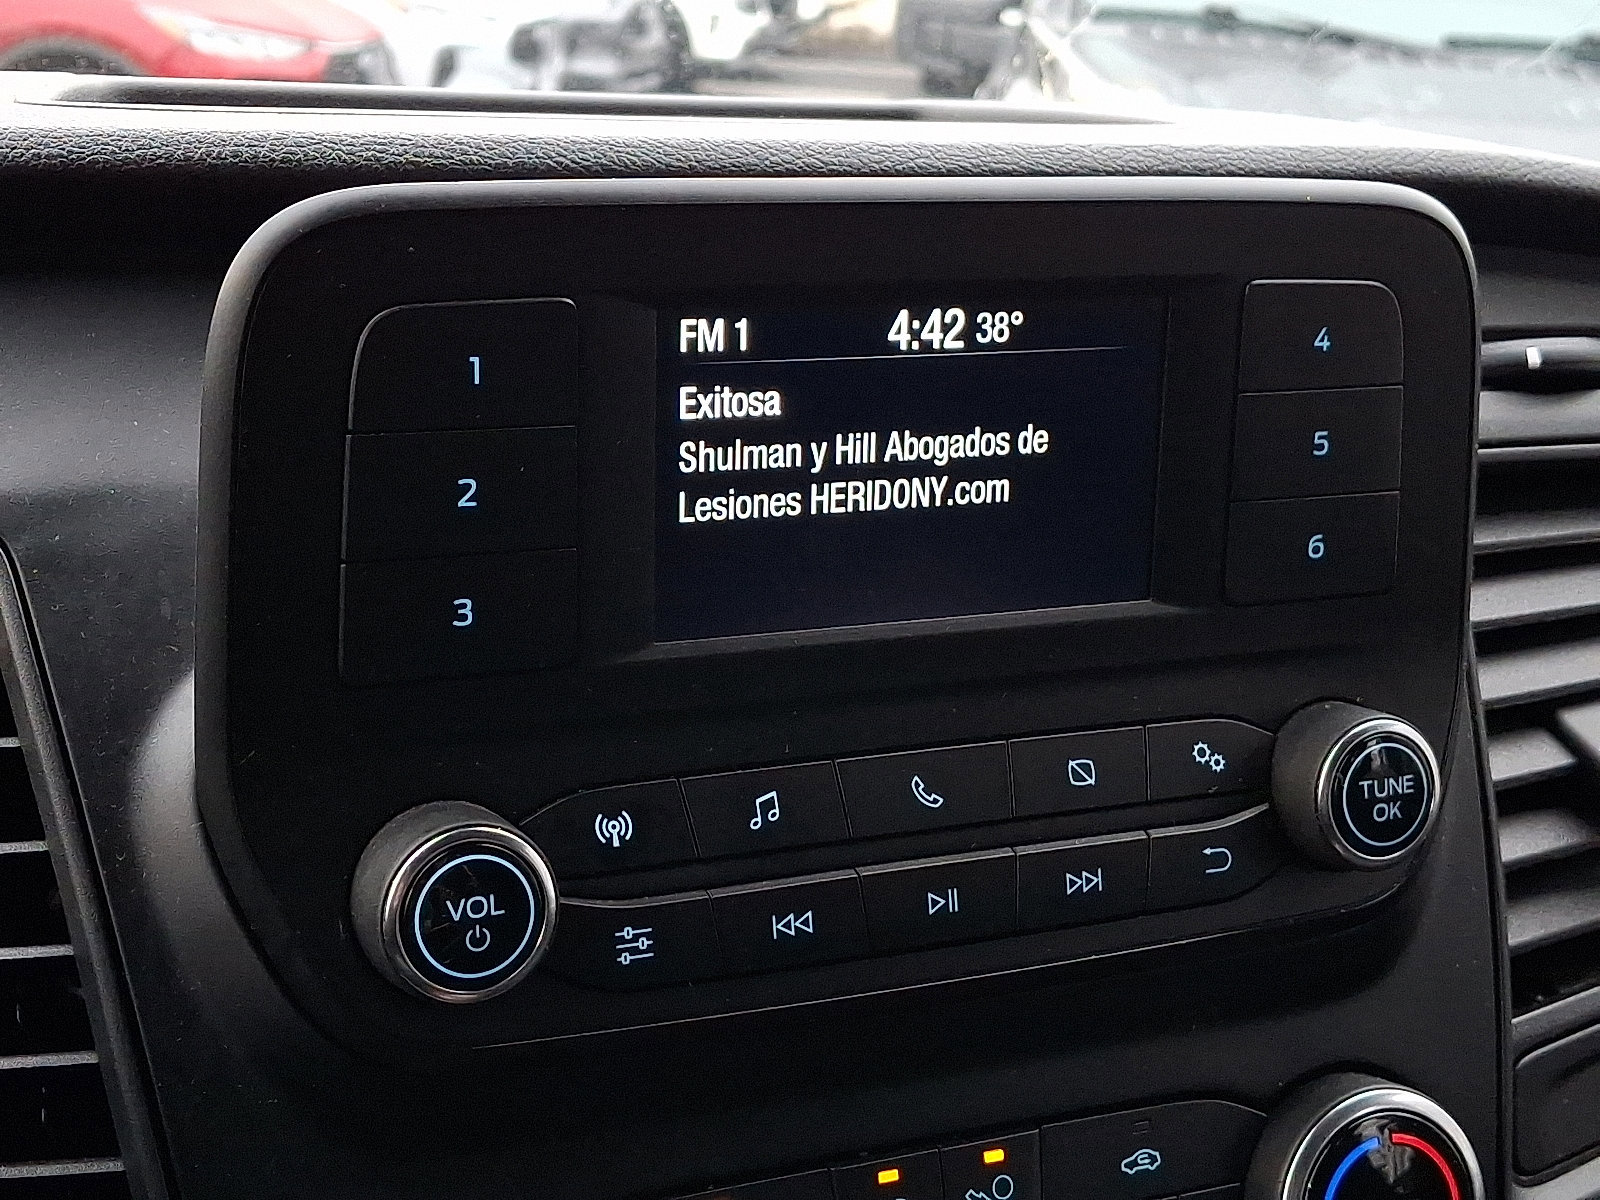 FM 1 4:42 38°
Exitosa
Shulman y Hill Abogados de
Lesiones HERIDONY.com
1
2
3
4
5
6
VOL
TUNE
OK